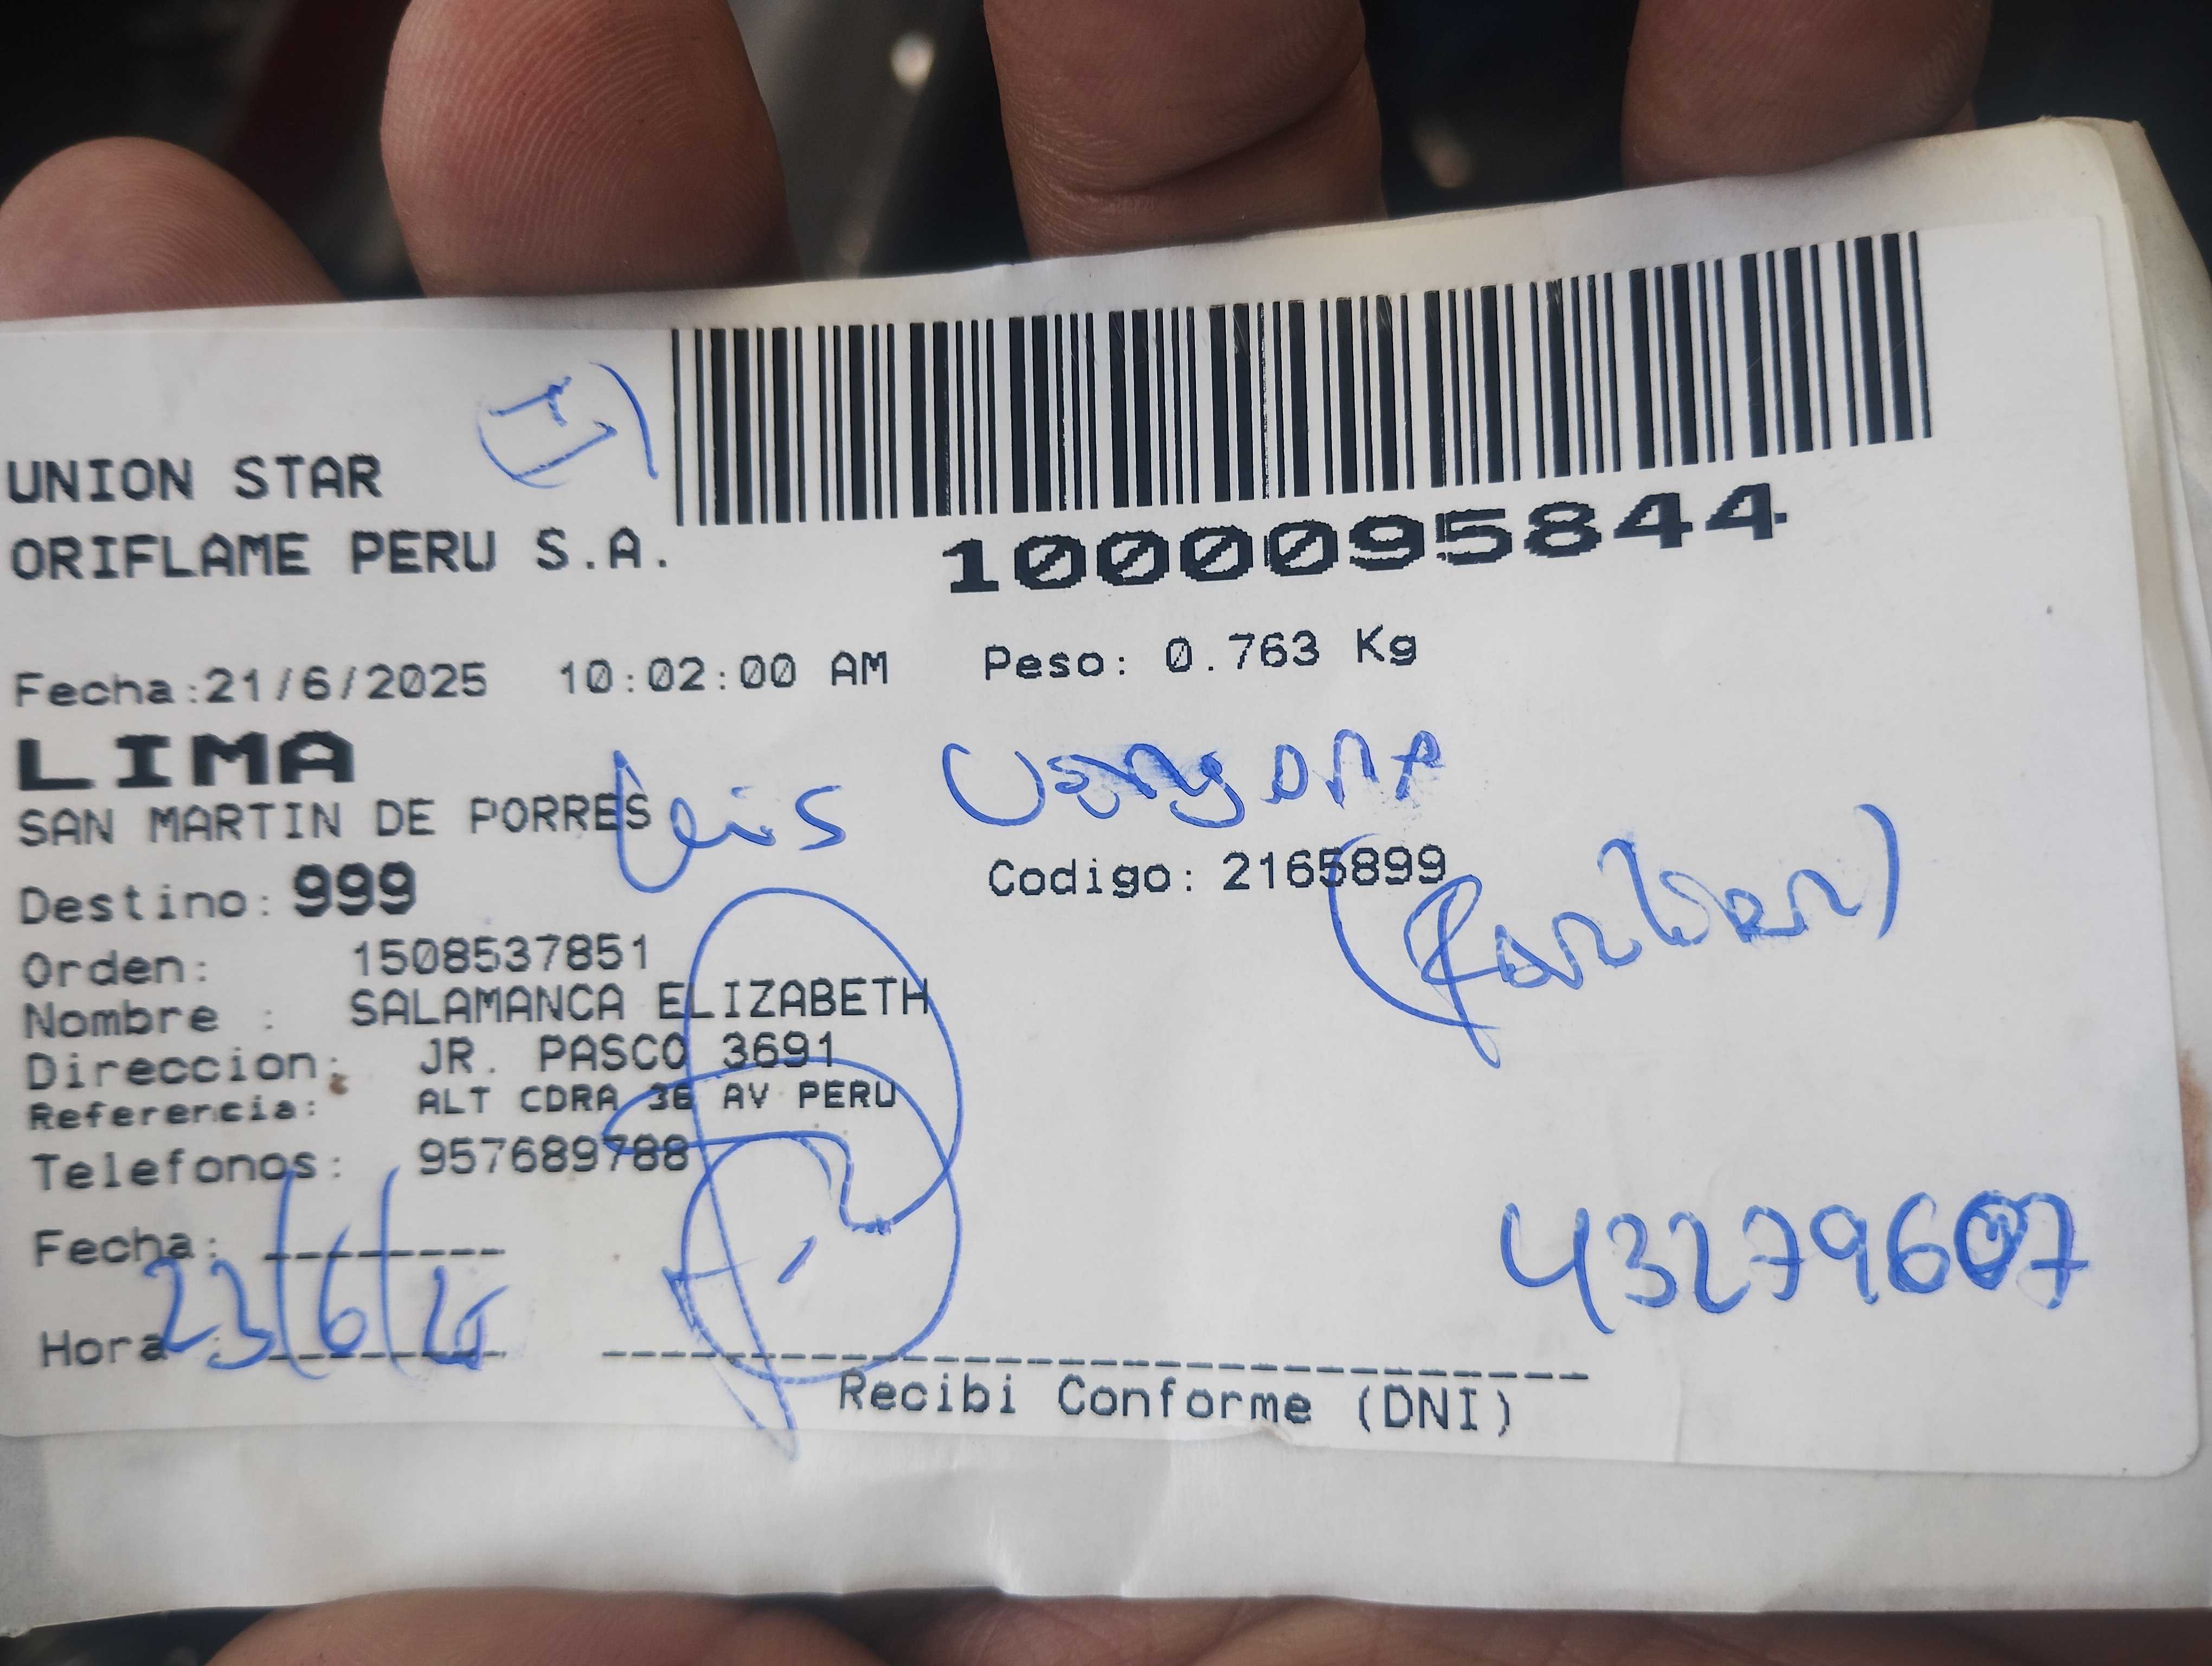 UNION STAR
ORIFLAME PERU S.A.
1000095844
Fecha:21/6/2025 10:02:00 AM Peso: 0.763 Kg
LIMA
SAN MARTIN DE PORRES
Luis Vergara
Destino: 999 Codigo: 2165899
Orden: 1508537851
Nombre : SALAMANCA ELIZABETH
Direccion: JR. PASCO 3691
Referencia: ALT CDRA 36 AV PERU
Telefonos: 957689788
Fecha:
23/6/25
43279607
Hora :
Recibi Conforme (DNI)